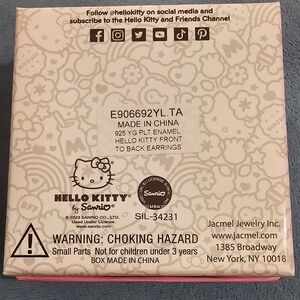 Follow @hellokitty on social media and
subscribe to the Hello Kitty and Friends Channel
E906692YL.TA
MADE IN CHINA
925 YG PLT ENAMEL
HELLO KITTY FRONT
TO BACK EARRINGS
HELLO KITTY®
by Sanrio®
© 2023 SANRIO CO., LTD.
Used Under License.
www.sanrio.com
Sanrio
USA
SIL-34231
Jacmel Jewelry Inc.
www.jacmel.com
1385 Broadway
New York, NY 10018
WARNING: CHOKING HAZARD
Small Parts Not for children under 3 years
BOX MADE IN CHINA